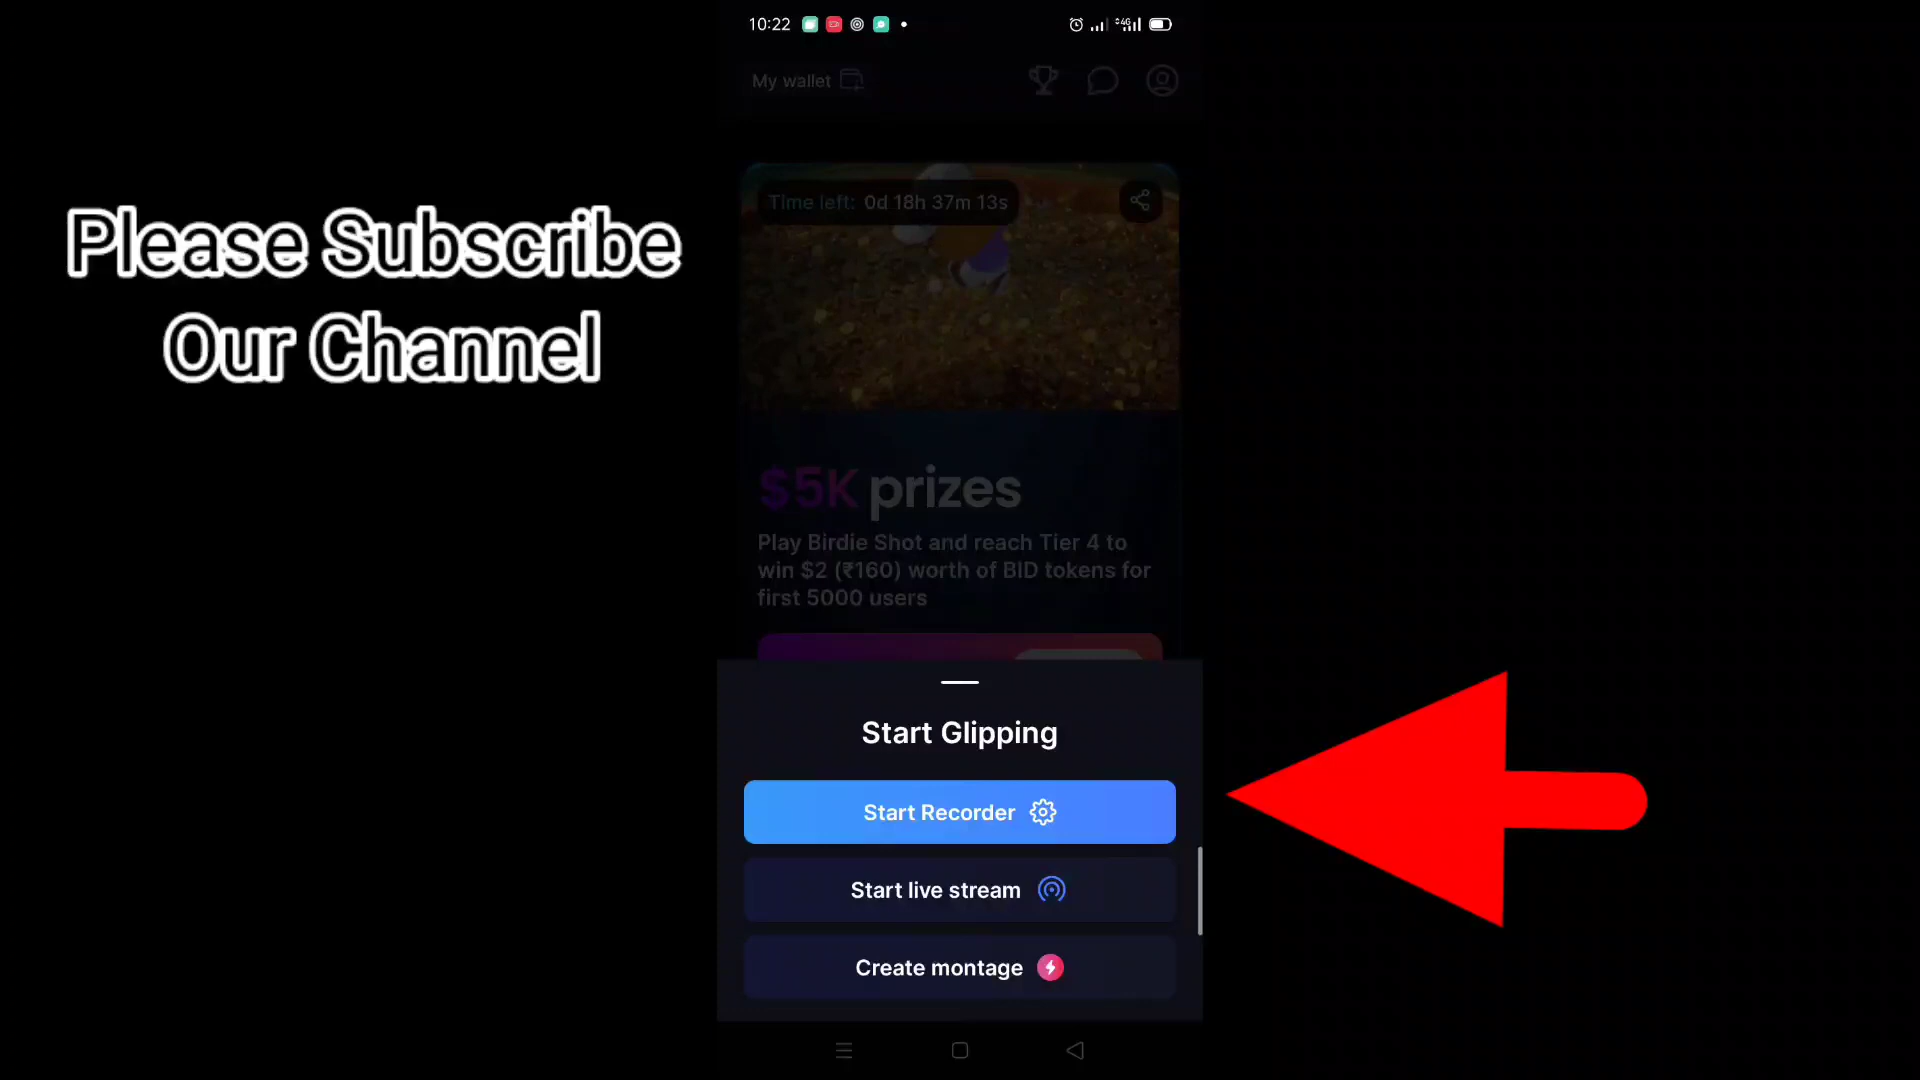 10:22
4G
My wallet
Please Subscribe
Our Channel
Time left: 0d 18h 37m 13s
$5K prizes
Play Birdie Shot and reach Tier 4 to
win $2 (₹160) worth of BID tokens for
first 5000 users
Start Glipping
Start Recorder
Start live stream
Create montage